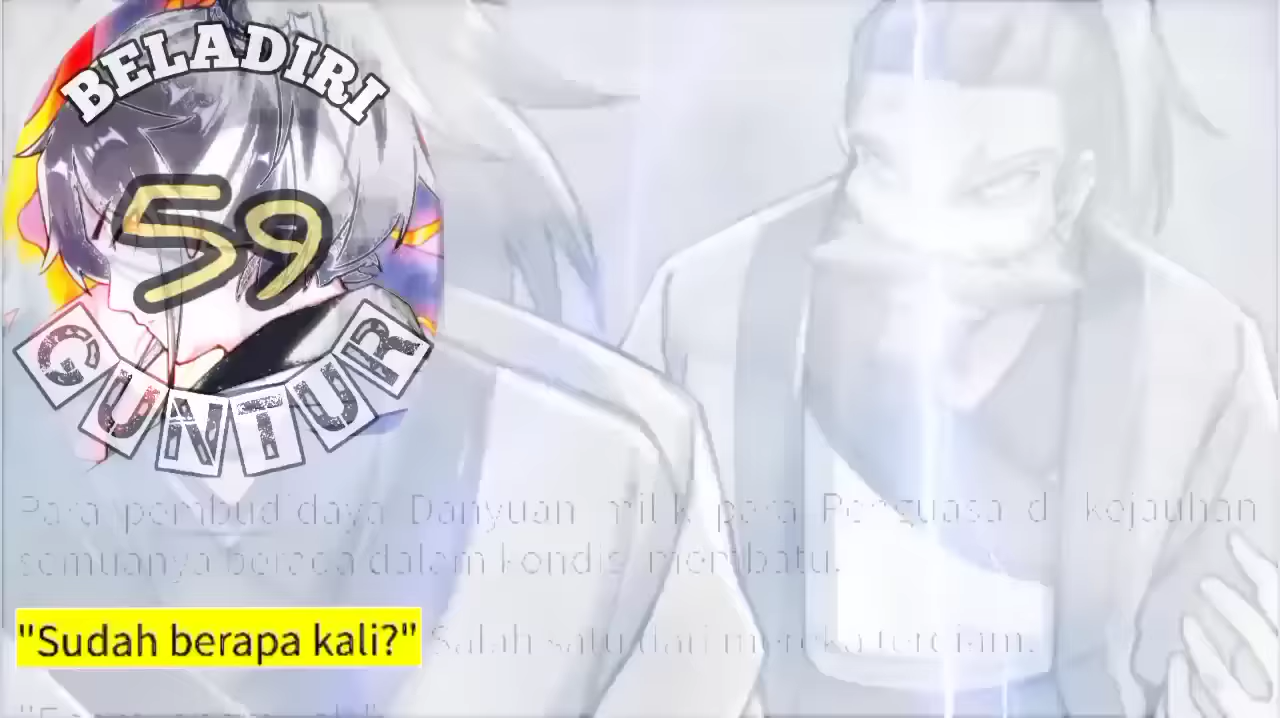 BELADIRI
59
GUNTUR
Para pembudidaya Danyuan milik para Penguasa di kejauhan
semuanya berada dalam kondisi membatu.
"Sudah berapa kali?" Salah satu dari mereka terdiam.